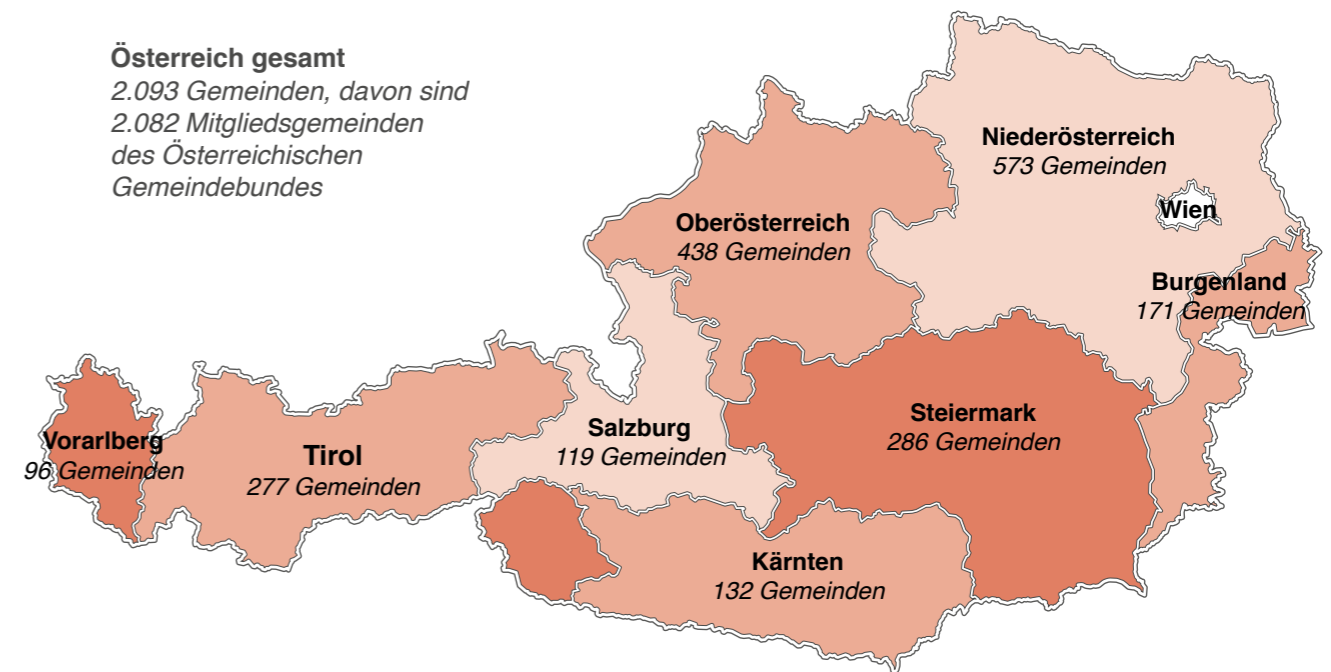 Österreich gesamt
2.093 Gemeinden, davon sind
2.082 Mitgliedsgemeinden
des Österreichischen
Gemeindebundes
Niederösterreich
573 Gemeinden
Wien
Oberösterreich
438 Gemeinden
Burgenland
171 Gemeinden
Steiermark
286 Gemeinden
Salzburg
119 Gemeinden
Vorarlberg
96 Gemeinden
Tirol
277 Gemeinden
Kärnten
132 Gemeinden